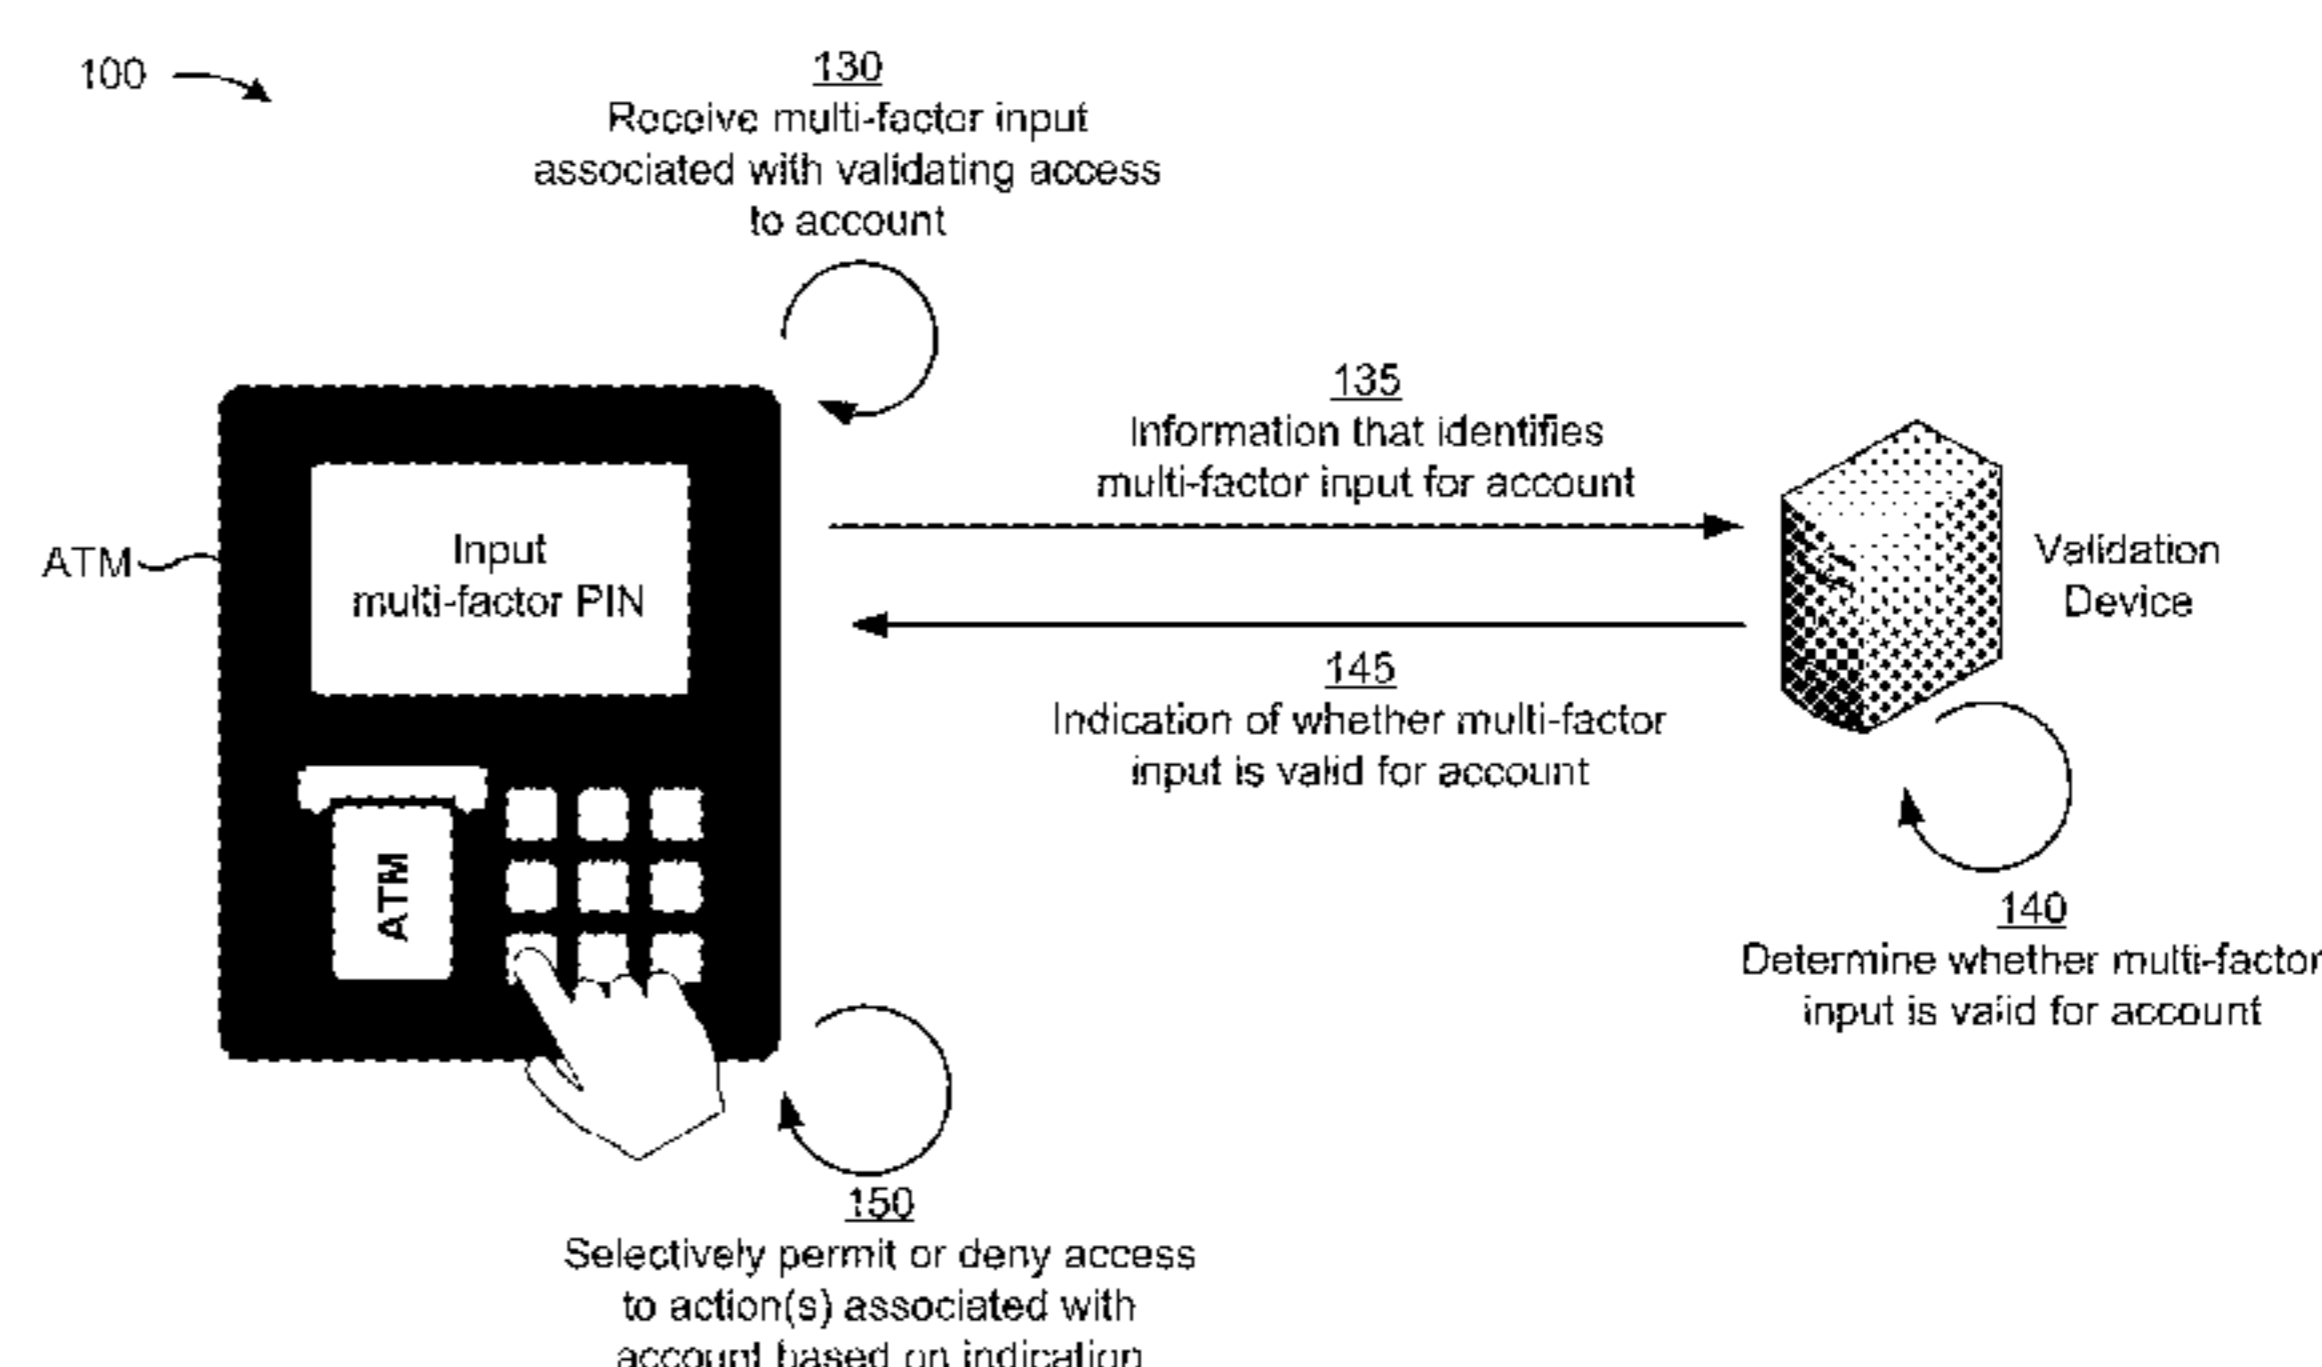 100
130
Receive multi-factor input
associated with validating access
to account
135
Information that identifies
multi-factor input for account
ATM
Input
multi-factor PIN
Validation
Device
145
Indication of whether multi-factor
input is valid for account
ATM
140
Determine whether multi-factor
input is valid for account
150
Selectively permit or deny access
to action(s) associated with
account based on indication